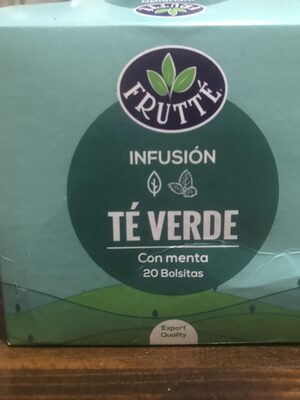 FRUTTÉ
INFUSIÓN
TÉ VERDE
Con menta
20 Bolsitas
Export
Quality